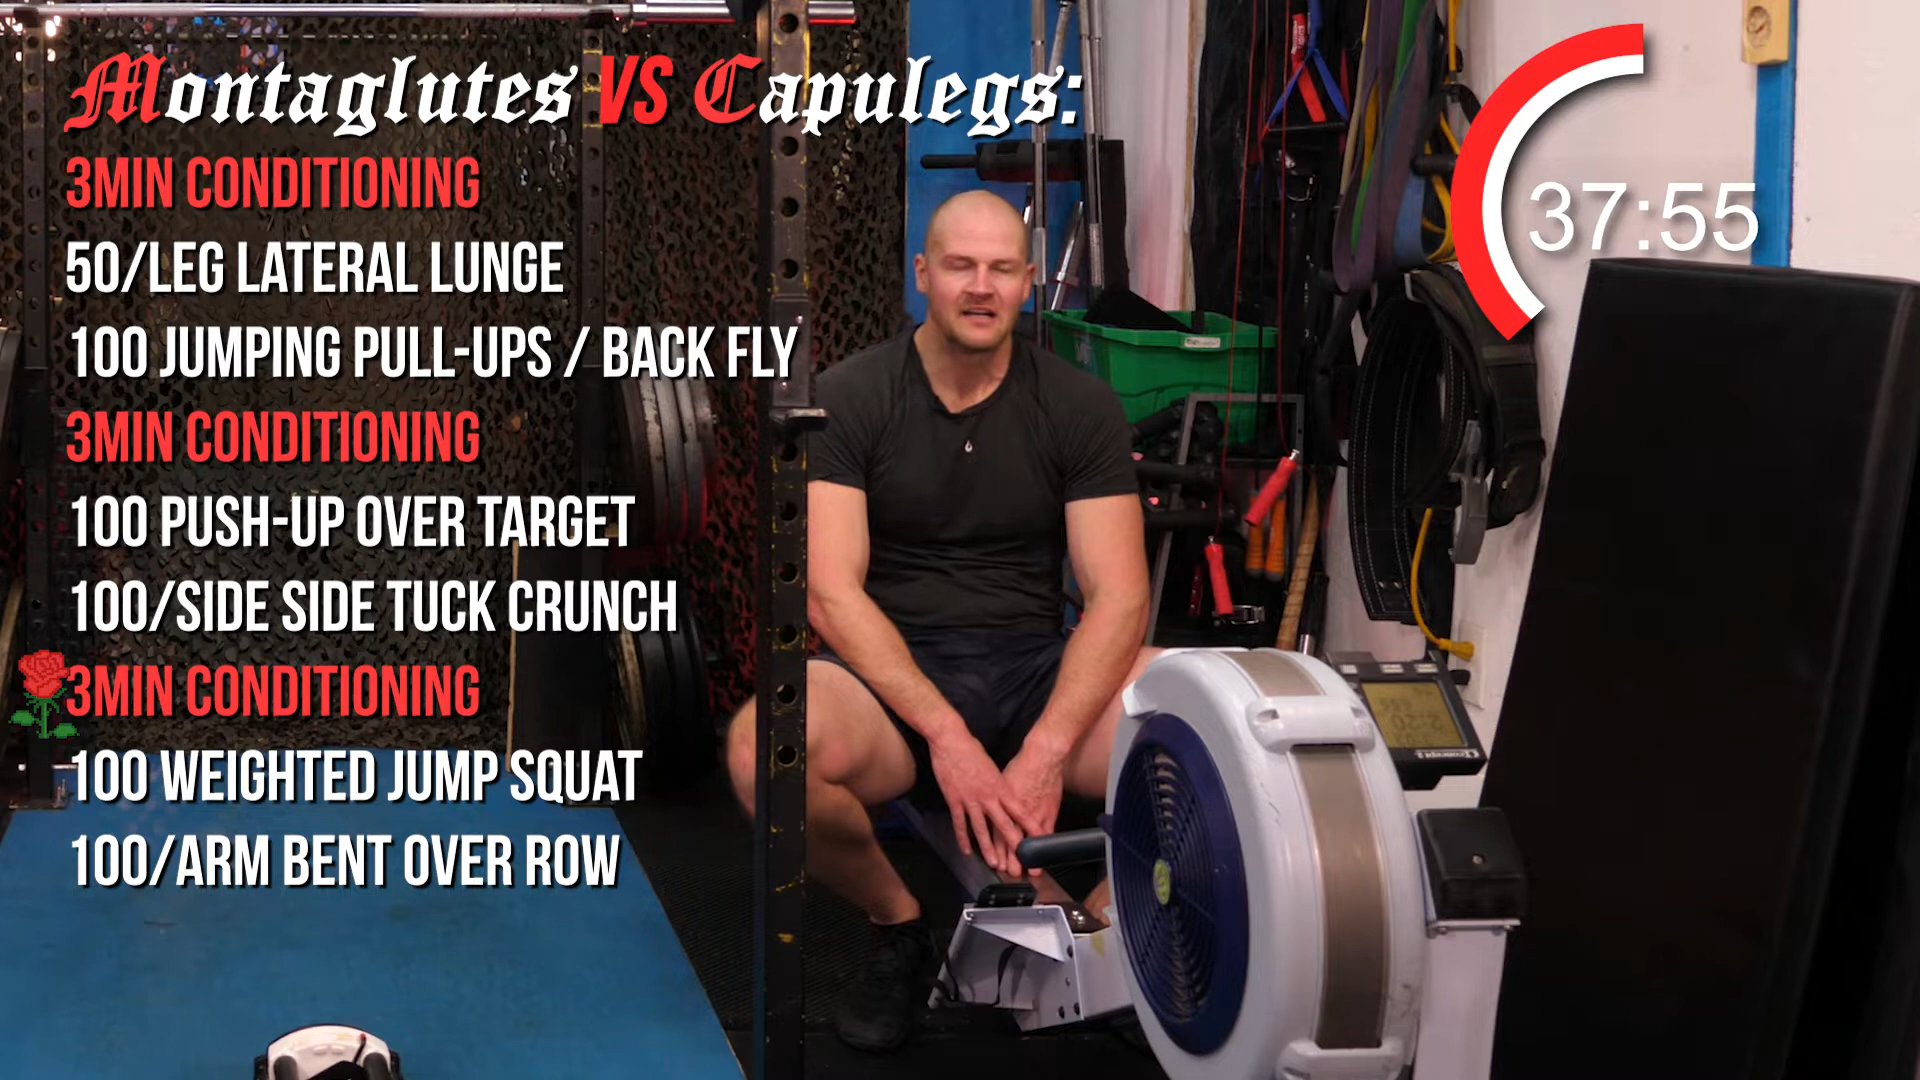 Montaglutes VS Capulegs:
3MIN CONDITIONING
50/LEG LATERAL LUNGE
100 JUMPING PULL-UPS / BACK FLY
3MIN CONDITIONING
100 PUSH-UP OVER TARGET
100/SIDE SIDE TUCK CRUNCH
3MIN CONDITIONING
100 WEIGHTED JUMP SQUAT
100/ARM BENT OVER ROW
37:55